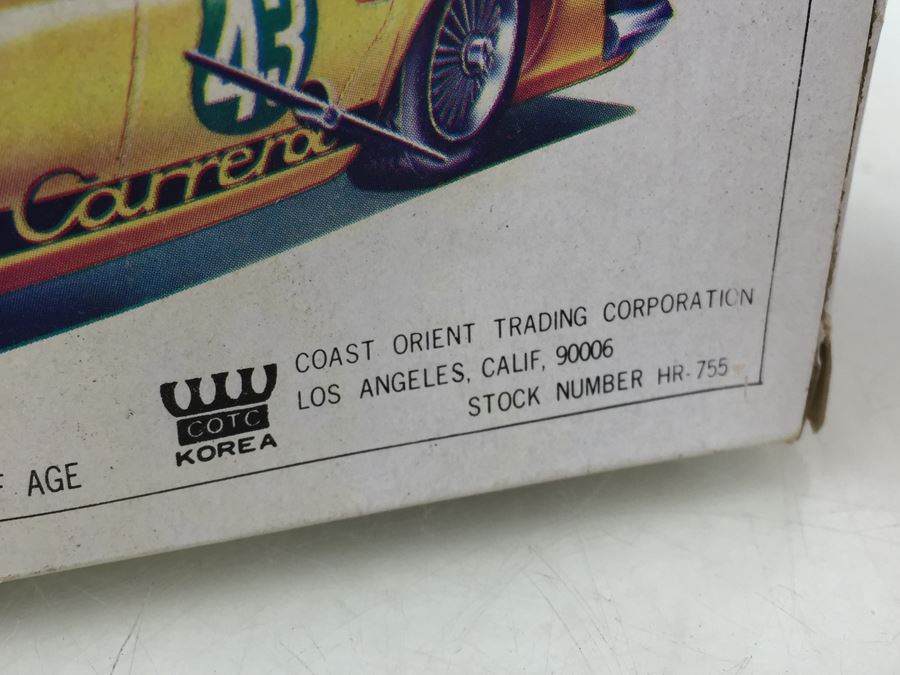 43
Carrera
COAST ORIENT TRADING CORPORATION
LOS ANGELES, CALIF, 90006
STOCK NUMBER HR-755
COTC
KOREA
AGE